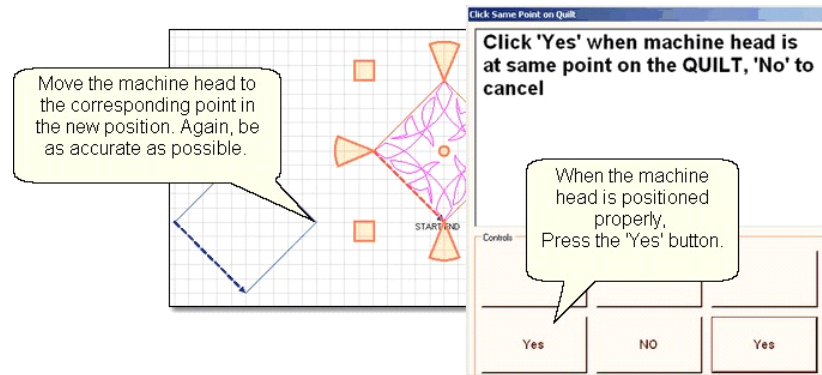 Click Same Point on Quilt
Click 'Yes' when machine head is
at same point on the QUILT, 'No' to
cancel
Move the machine head to
the corresponding point in
the new position. Again, be
as accurate as possible.
When the machine
head is positioned
properly,
Press the 'Yes' button.
START/END
Controls
Yes
NO
Yes